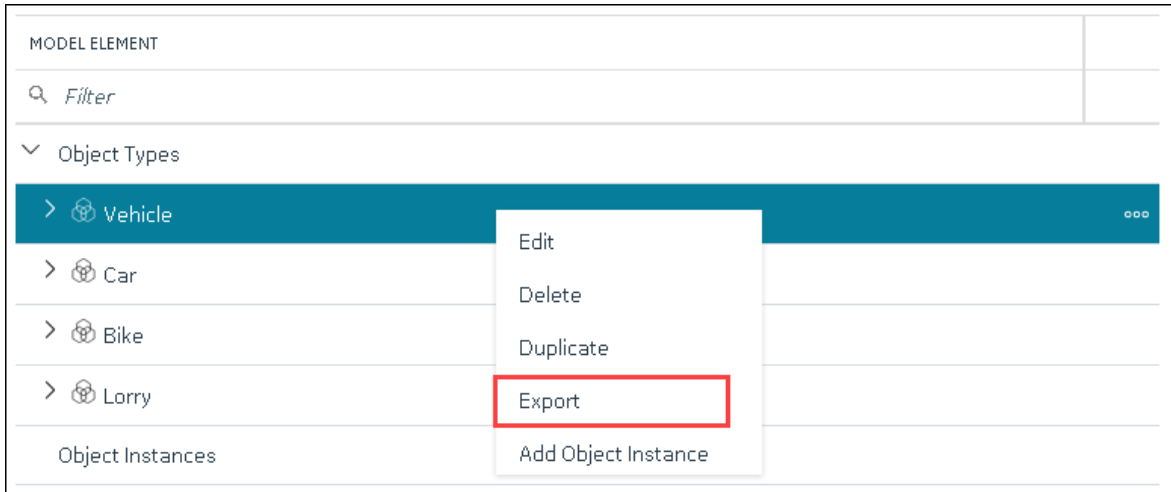 MODEL ELEMENT
Filter
Object Types
Vehicle
Edit
Car
Delete
Bike
Duplicate
Lorry
Export
Object Instances
Add Object Instance